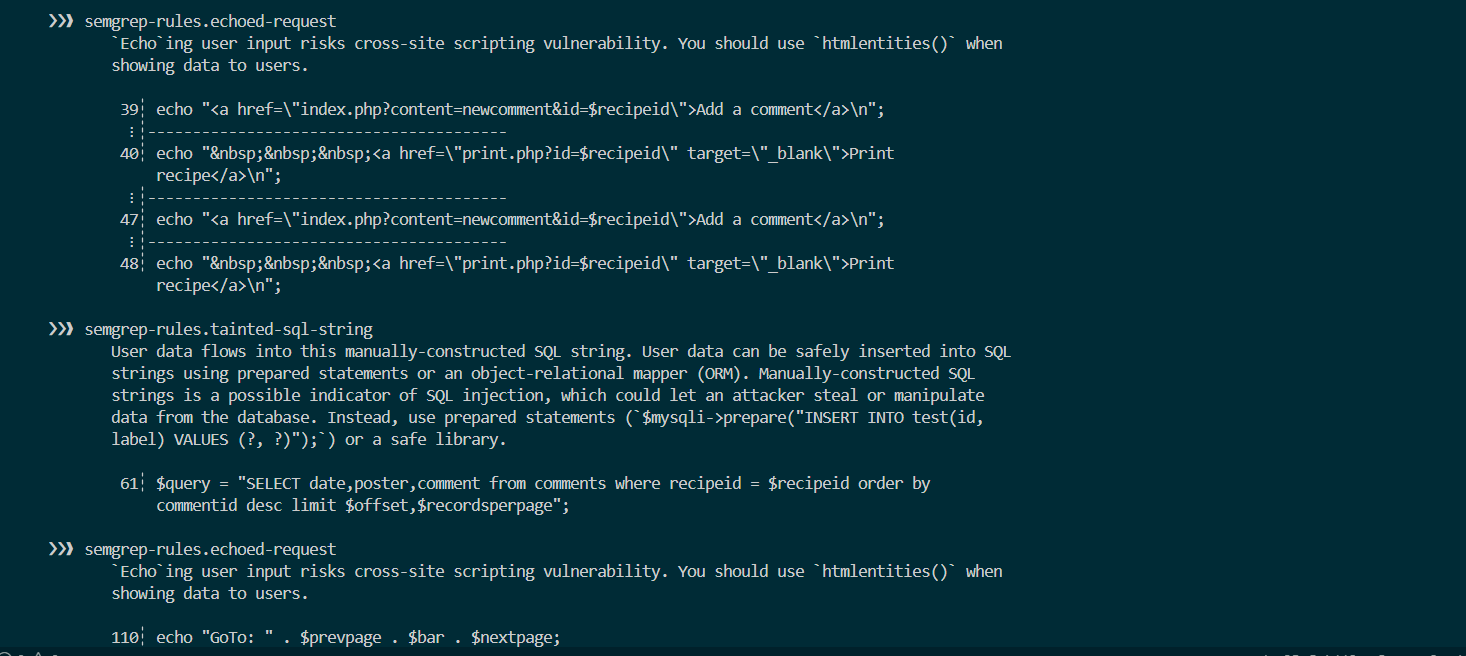 ❯❯❱ semgrep-rules.echoed-request
`Echo`ing user input risks cross-site scripting vulnerability. You should use `htmlentities()` when
showing data to users.
39┆ echo "<a href=\"index.php?content=newcomment&id=$recipeid\">Add a comment</a>\n";
⋮┆----------------------------------------
40┆ echo "&nbsp;&nbsp;&nbsp;<a href=\"print.php?id=$recipeid\" target=\"_blank\">Print
recipe</a>\n";
⋮┆----------------------------------------
47┆ echo "<a href=\"index.php?content=newcomment&id=$recipeid\">Add a comment</a>\n";
⋮┆----------------------------------------
48┆ echo "&nbsp;&nbsp;&nbsp;<a href=\"print.php?id=$recipeid\" target=\"_blank\">Print
recipe</a>\n";
❯❯❱ semgrep-rules.tainted-sql-string
User data flows into this manually-constructed SQL string. User data can be safely inserted into SQL
strings using prepared statements or an object-relational mapper (ORM). Manually-constructed SQL
strings is a possible indicator of SQL injection, which could let an attacker steal or manipulate
data from the database. Instead, use prepared statements (`$mysqli->prepare("INSERT INTO test(id,
label) VALUES (?, ?)");`) or a safe library.
61┆ $query = "SELECT date,poster,comment from comments where recipeid = $recipeid order by
commentid desc limit $offset,$recordsperpage";
❯❯❱ semgrep-rules.echoed-request
`Echo`ing user input risks cross-site scripting vulnerability. You should use `htmlentities()` when
showing data to users.
110┆ echo "GoTo: " . $prevpage . $bar . $nextpage;